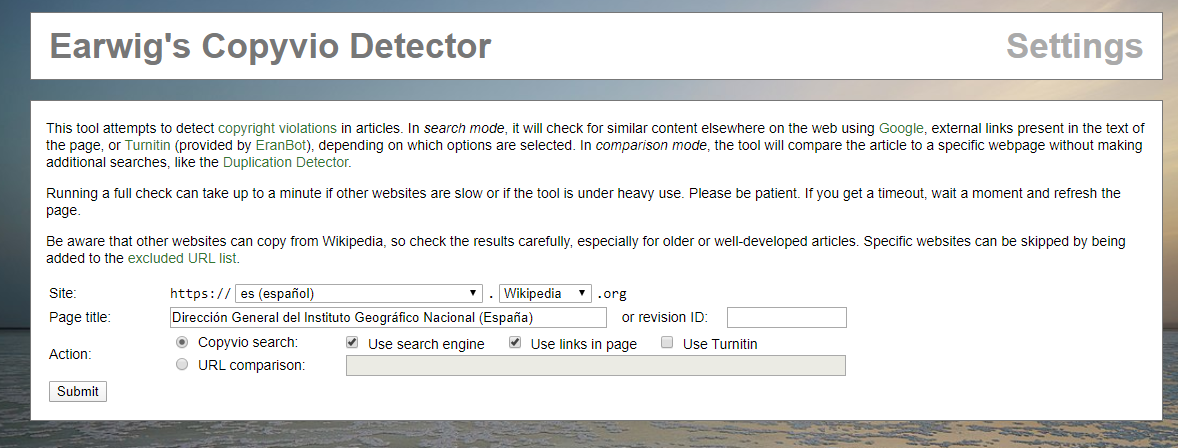 Earwig's Copyvio Detector
Settings
This tool attempts to detect copyright violations in articles. In search mode, it will check for similar content elsewhere on the web using Google, external links present in the text of
the page, or Turnitin (provided by EranBot), depending on which options are selected. In comparison mode, the tool will compare the article to a specific webpage without making
additional searches, like the Duplication Detector.
Running a full check can take up to a minute if other websites are slow or if the tool is under heavy use. Please be patient. If you get a timeout, wait a moment and refresh the
page.
Be aware that other websites can copy from Wikipedia, so check the results carefully, especially for older or well-developed articles. Specific websites can be skipped by being
added to the excluded URL list.
Site: https:// es (español) . Wikipedia .org
Page title: Dirección General del Instituto Geográfico Nacional (España) or revision ID:
Action: Copyvio search: Use search engine Use links in page Use Turnitin
URL comparison:
Submit